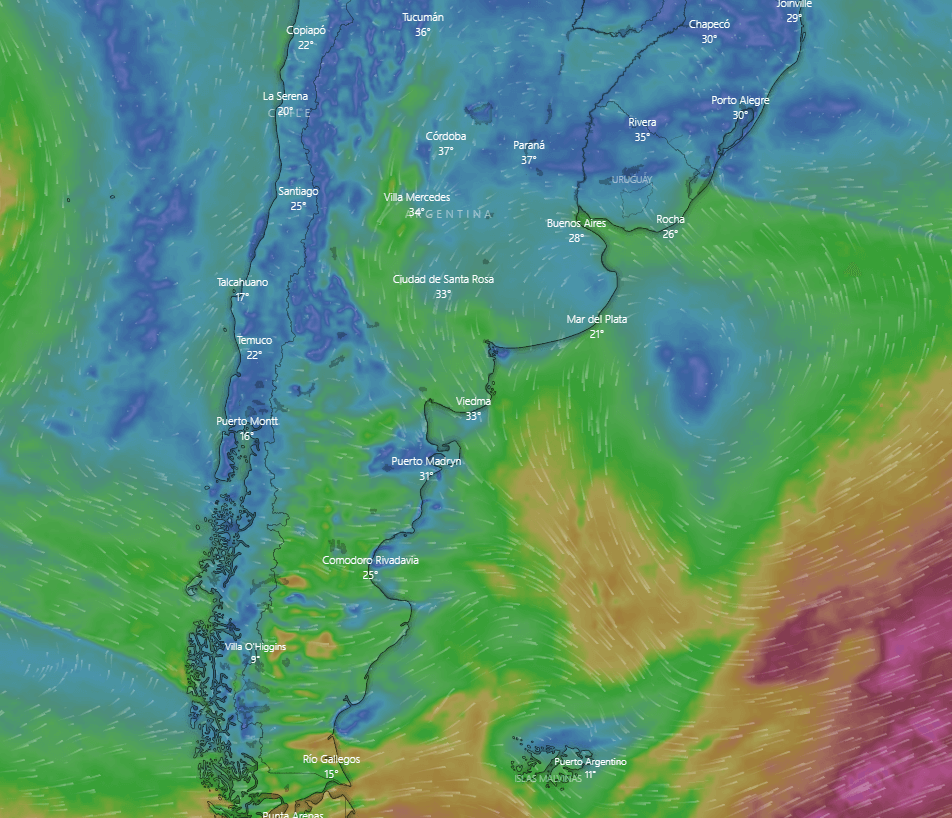 Joinville
29°
Tucumán
36°
Chapecó
30°
Copiapó
22°
La Serena
20°
CHILE
Porto Alegre
30°
Rivera
35°
Córdoba
37°
Paraná
37°
URUGUAY
Santiago
25°
Villa Mercedes
34°
ARGENTINA
Buenos Aires
28°
Rocha
26°
Talcahuano
17°
Ciudad de Santa Rosa
33°
Mar del Plata
21°
Temuco
22°
Viedma
33°
Puerto Montt
16°
Puerto Madryn
31°
Comodoro Rivadavia
25°
Villa O'Higgins
9°
Río Gallegos
15°
Puerto Argentino
11°
ISLAS MALVINAS
Punta Arenas